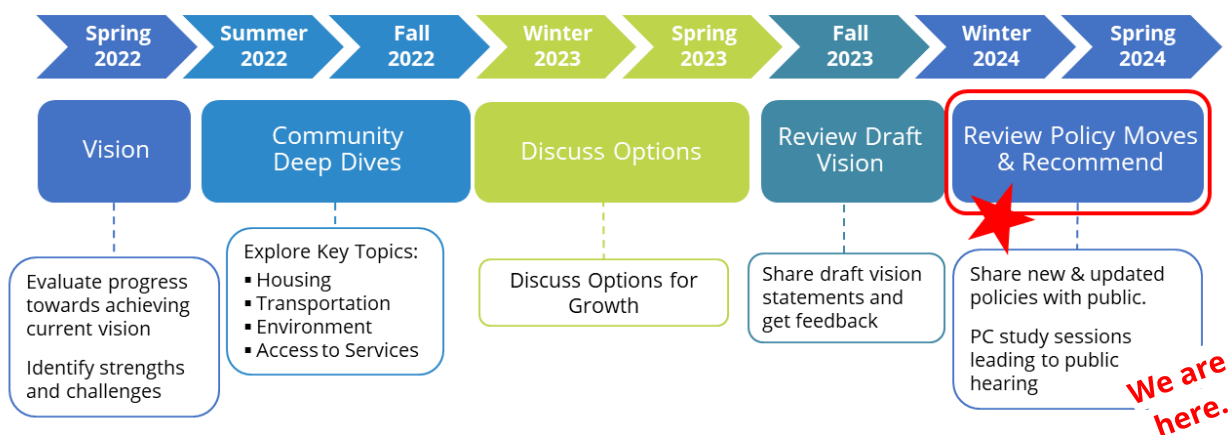 Spring
2022
Summer
2022
Fall
2022
Winter
2023
Spring
2023
Fall
2023
Winter
2024
Spring
2024
Vision
Community
Deep Dives
Discuss Options
Review Draft
Vision
Review Policy Moves
& Recommend
Evaluate progress
towards achieving
current vision
Identify strengths
and challenges
Explore Key Topics:
▪ Housing
▪ Transportation
▪ Environment
▪ Access to Services
Discuss Options for
Growth
Share draft vision
statements and
get feedback
Share new & updated
policies with public.
PC study sessions
leading to public
hearing
We are
here.